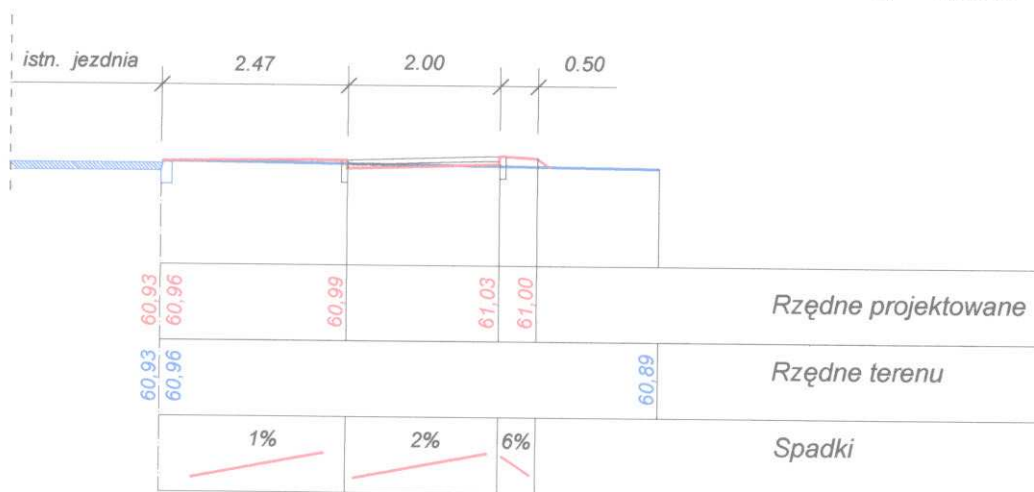 istn. jezdnia 2.47 2.00 0.50
60,93 60,96 60,99 61,03 61,00 Rzędne projektowane
60,93 60,96 60,89 Rzędne terenu
1% 2% 6% Spadki